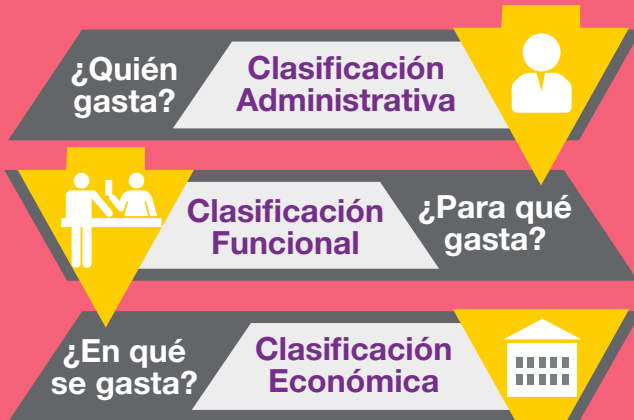 ¿Quién
gasta?
Clasificación
Administrativa
Clasificación
Funcional
¿Para qué
gasta?
¿En qué
se gasta?
Clasificación
Económica